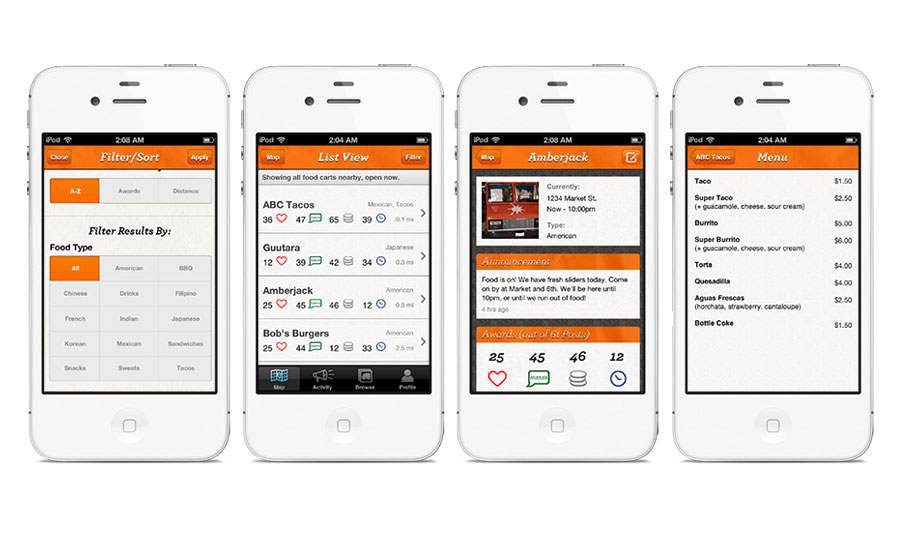 iPod 2:08 AM
Close Filter/Sort Apply
A-Z Awards Distance
Filter Results By:
Food Type
All American BBQ
Chinese Drinks Filipino
French Indian Japanese
Korean Mexican Sandwiches
Snacks Sweets Tacos
iPod 2:04 AM
Map List View Filter
Showing all food carts nearby, open now.
ABC Tacos Mexican, Tacos
36 47 65 39 0.1 mi
Guutara Japanese
12 39 42 34 0.3 mi
Amberjack American
25 45 46 12 0.5 mi
Bob's Burgers American
25 44 12 33 2.5 mi
Map Activity Browse Profile
iPod 2:08 AM
Map Amberjack
Currently:
1234 Market St.
Now - 10:00pm
Type:
American
Announcement
Food is on! We have fresh sliders today. Come
on by at Market and 6th. We'll be here until
10pm, or until we run out of food!
4 hrs ago
Awards (out of 61 Posts)
25 45 46 12
iPod 2:04 AM
ABC Tacos Menu
Taco $1.50
Super Taco $2.50
(+ guacamole, cheese, sour cream)
Burrito $5.00
Super Burrito $6.00
(+ guacamole, cheese, sour cream)
Torta $4.00
Quesadilla $4.00
Aguas Frescas $2.50
(horchata, strawberry, cantaloupe)
Bottle Coke $1.50